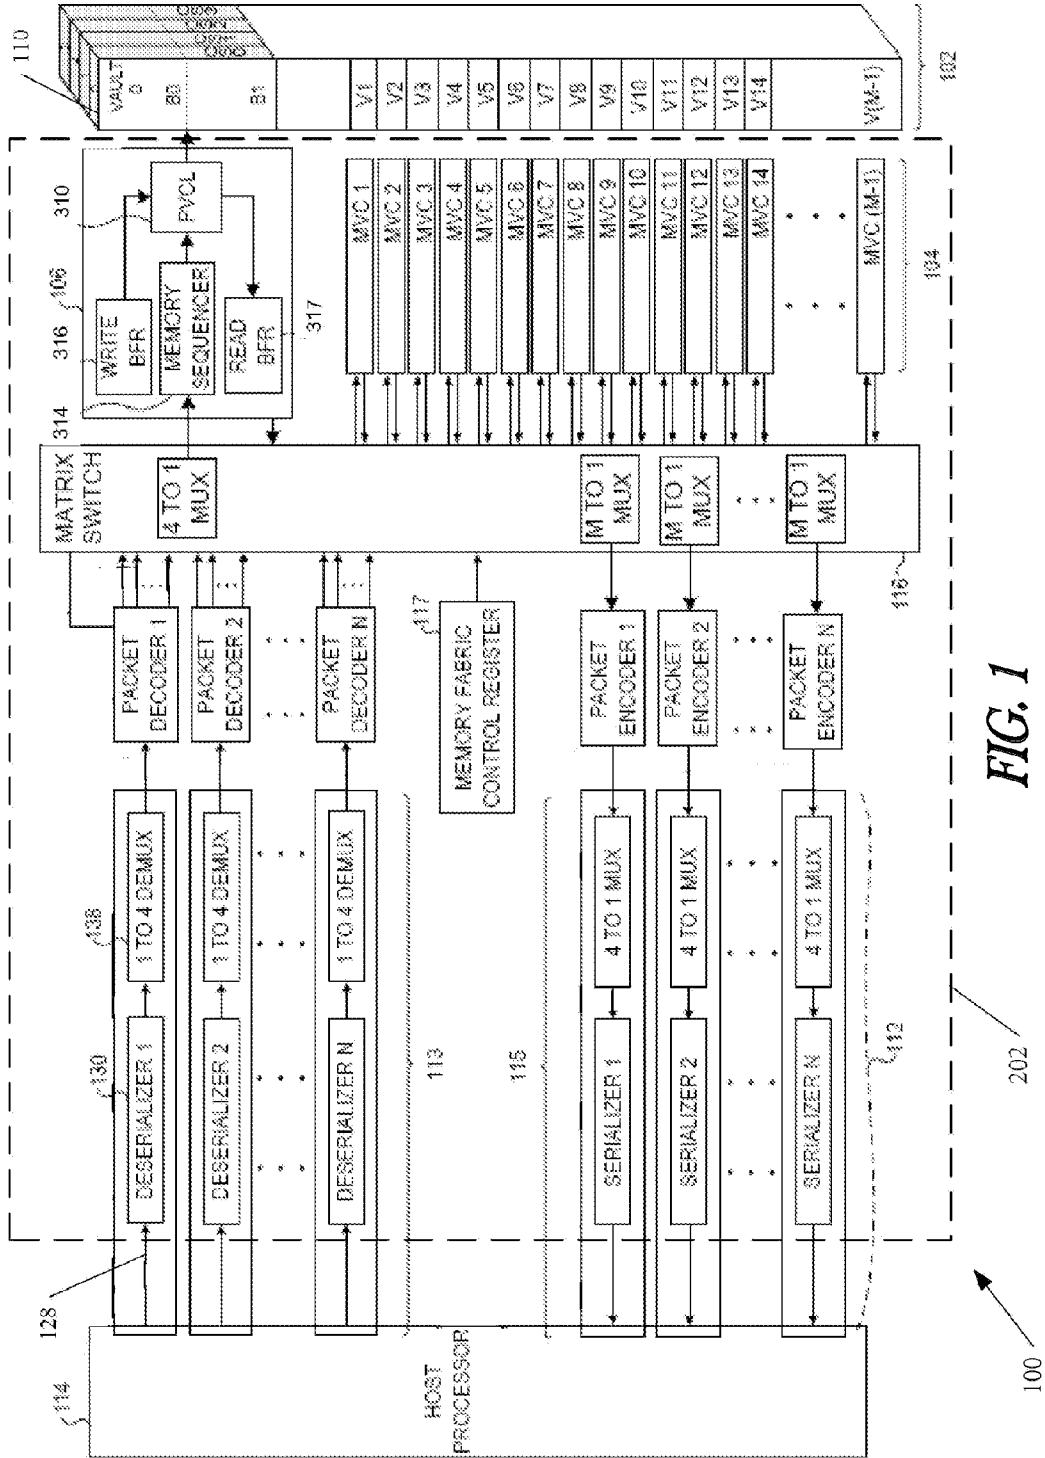 114
HOST
PROCESSOR
128
130
138
DESERIALIZER 1
1 TO 4 DEMUX
PACKET
DECODER 1
DESERIALIZER 2
1 TO 4 DEMUX
PACKET
DECODER 2
DESERIALIZER N
1 TO 4 DEMUX
PACKET
DECODER N
113
115
117
MEMORY FABRIC
CONTROL REGISTER
SERIALIZER 1
4 TO 1 MUX
PACKET
ENCODER 1
SERIALIZER 2
4 TO 1 MUX
PACKET
ENCODER 2
SERIALIZER N
4 TO 1 MUX
PACKET
ENCODER N
112
202
100
MATRIX
SWITCH
4 TO 1
MUX
M TO 1
MUX
M TO 1
MUX
M TO 1
MUX
116
314
316
106
310
WRITE
BFR
MEMORY
SEQUENCER
READ
BFR
PVCL
317
MVC 1
MVC 2
MVC 3
MVC 4
MVC 5
MVC 6
MVC 7
MVC 8
MVC 9
MVC 10
MVC 11
MVC 12
MVC 13
MVC 14
MVC (M-1)
104
110
VAULT
0
B0
B1
V1
V2
V3
V4
V5
V6
V7
V8
V9
V10
V11
V12
V13
V14
V(M-1)
102
FIG. 1